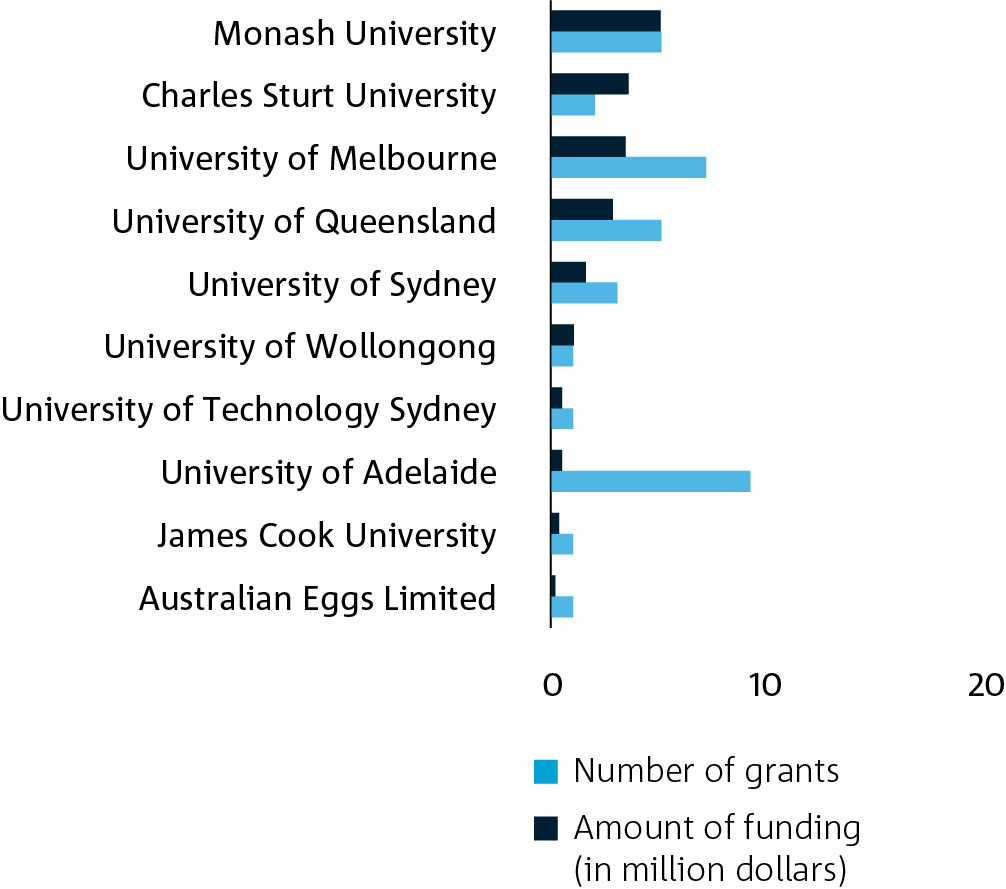 Monash University
Charles Sturt University
University of Melbourne
University of Queensland
University of Sydney
University of Wollongong
University of Technology Sydney
University of Adelaide
James Cook University
Australian Eggs Limited
0 10 20
Number of grants
Amount of funding
(in million dollars)